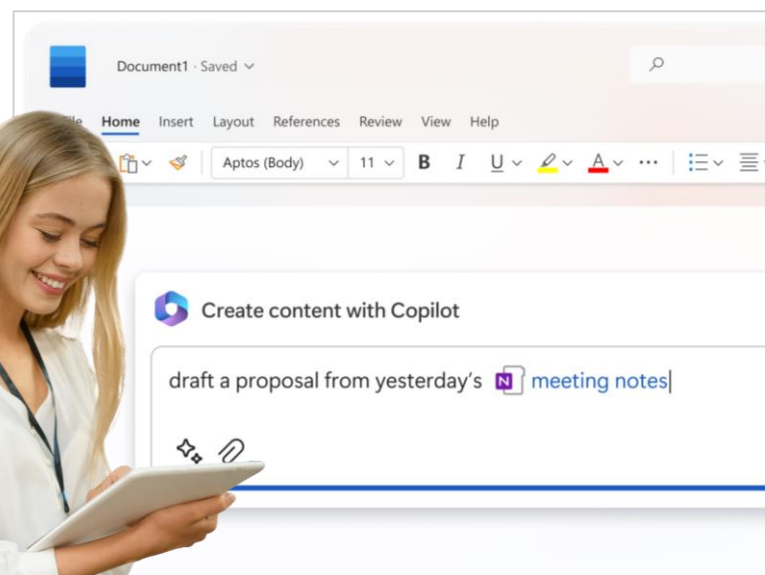 Document1 · Saved
File Home Insert Layout References Review View Help
Aptos (Body) 11 B I U A
Create content with Copilot
draft a proposal from yesterday's N meeting notes